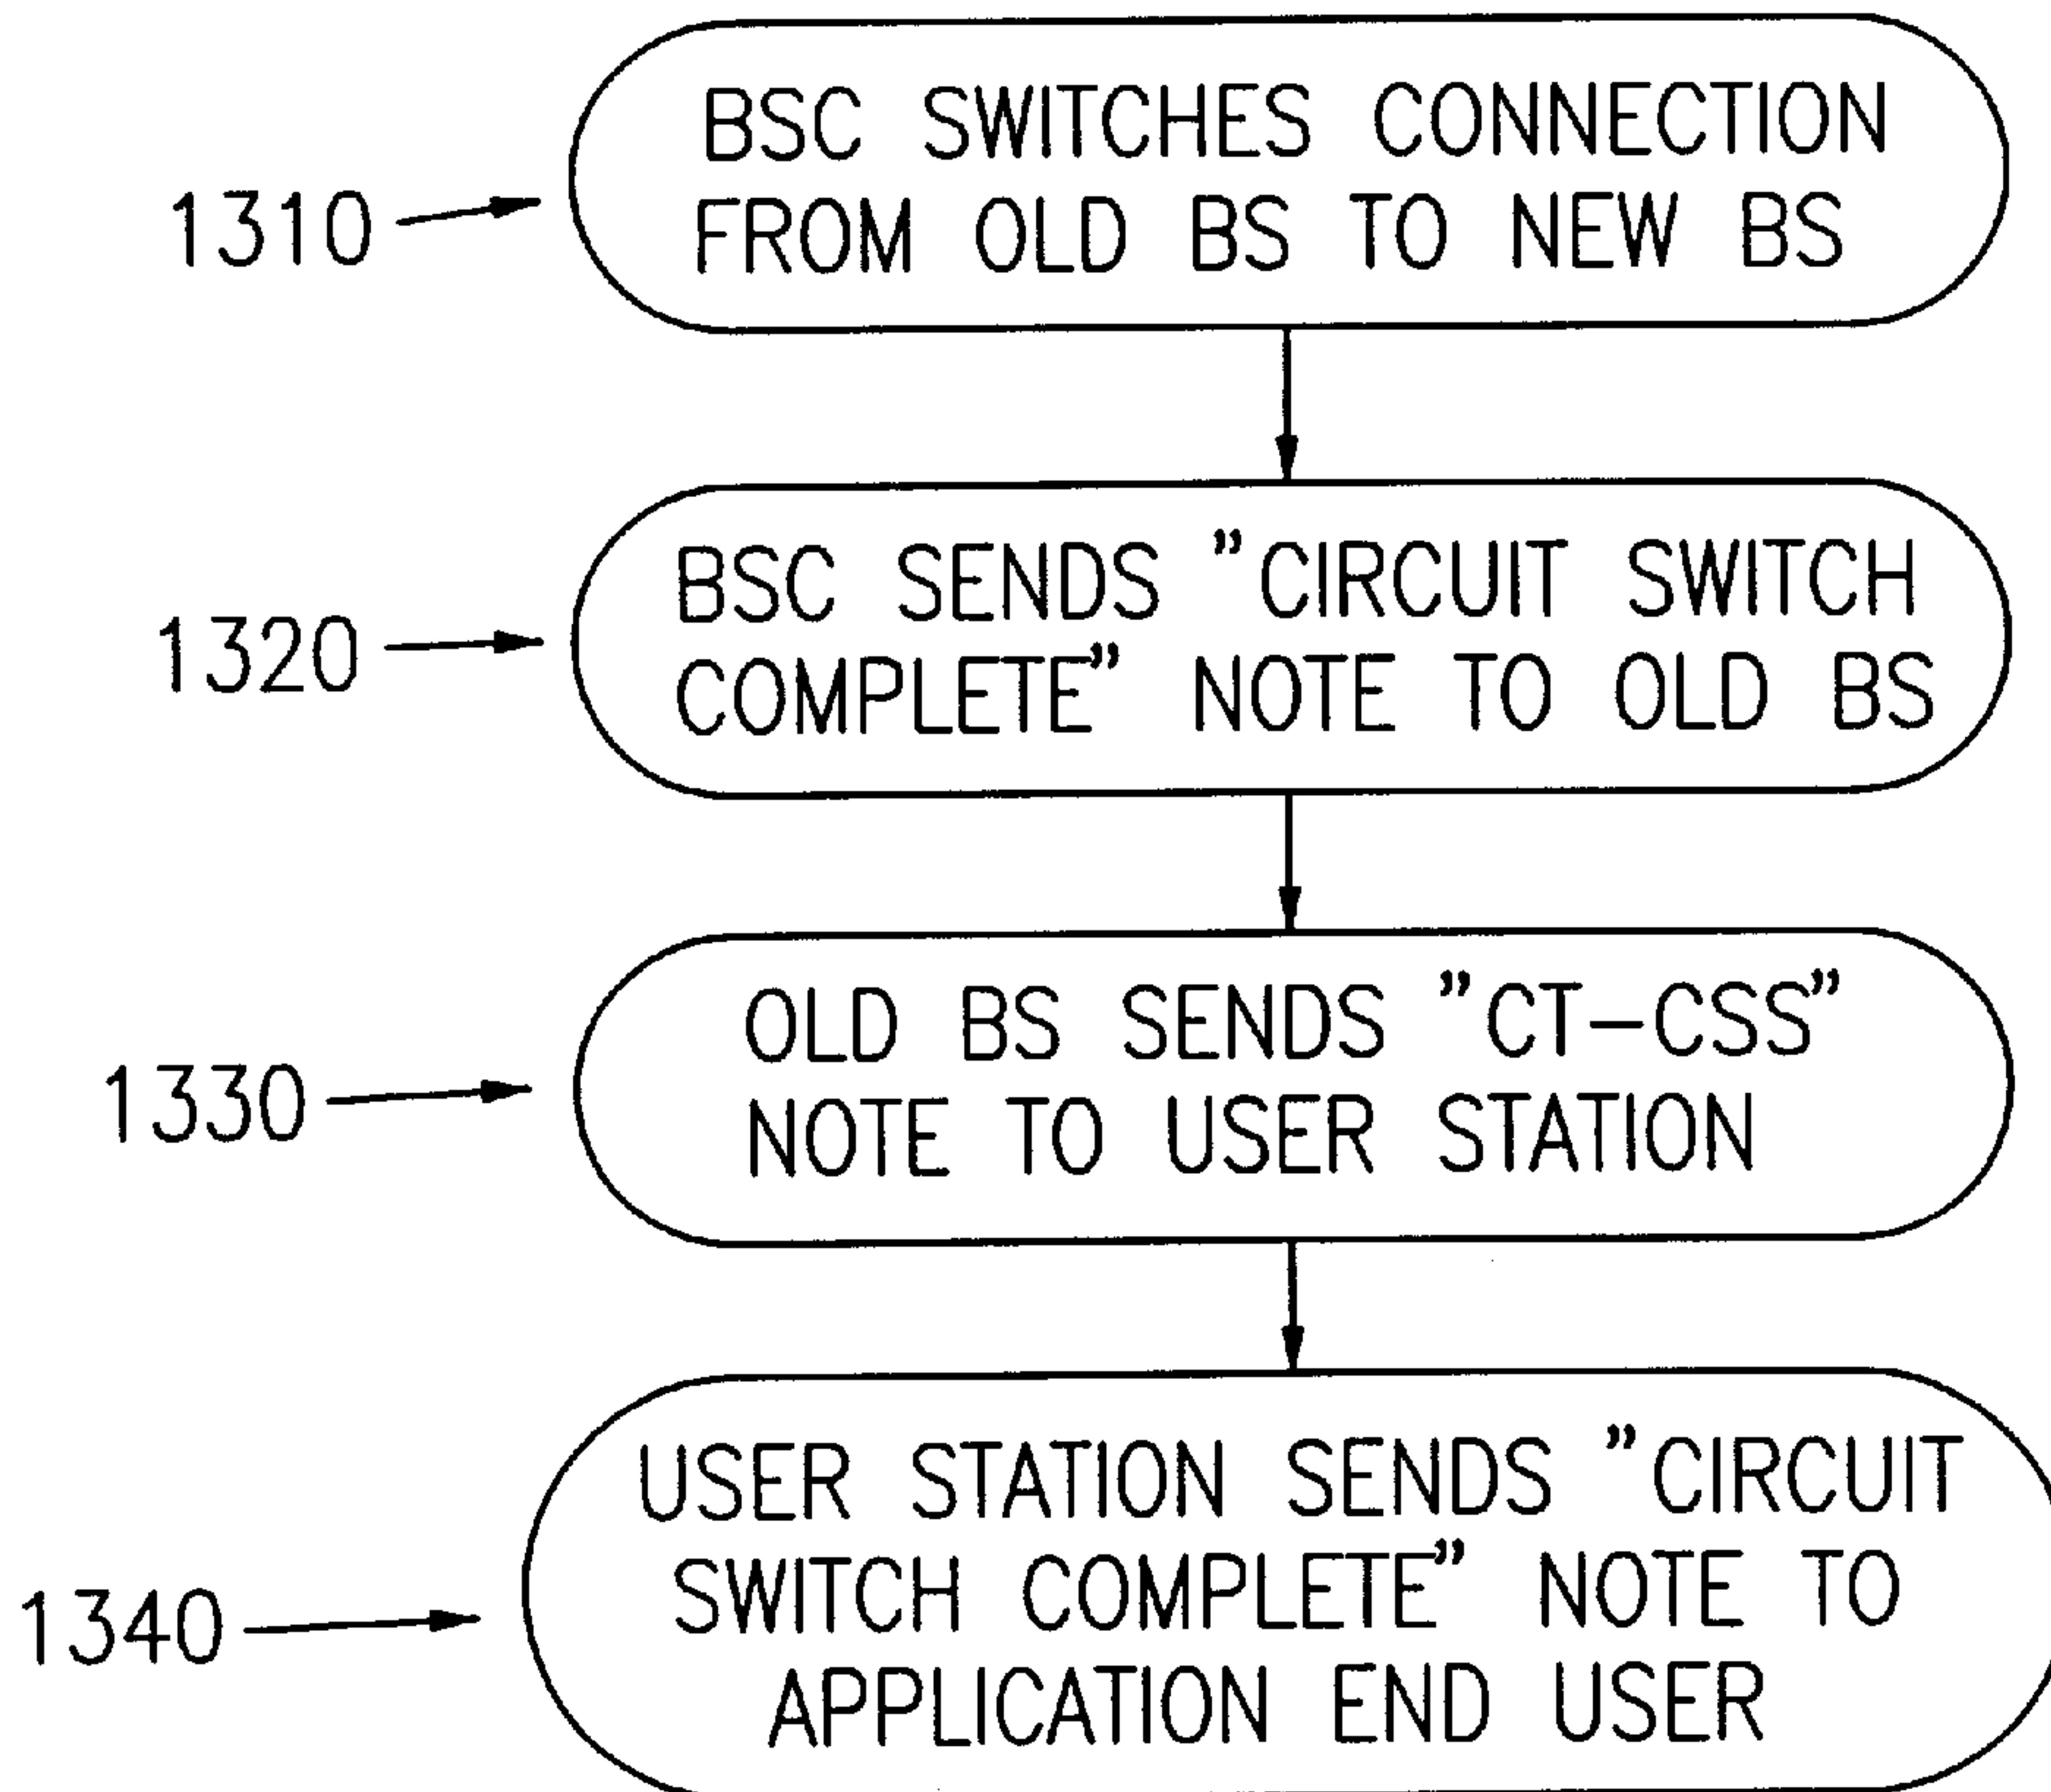 BSC SWITCHES CONNECTION
1310 FROM OLD BS TO NEW BS
BSC SENDS ”CIRCUIT SWITCH
1320 COMPLETE” NOTE TO OLD BS
OLD BS SENDS ”CT–CSS”
1330 NOTE TO USER STATION
USER STATION SENDS ”CIRCUIT
1340 SWITCH COMPLETE” NOTE TO
APPLICATION END USER